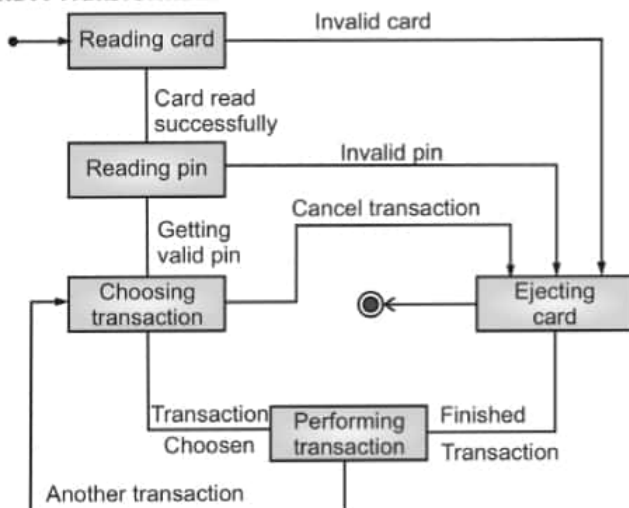 Invalid card
Reading card
Card read
successfully
Invalid pin
Reading pin
Cancel transaction
Getting
valid pin
Choosing
transaction
Ejecting
card
Transaction
Choosen
Performing
transaction
Finished
Transaction
Another transaction